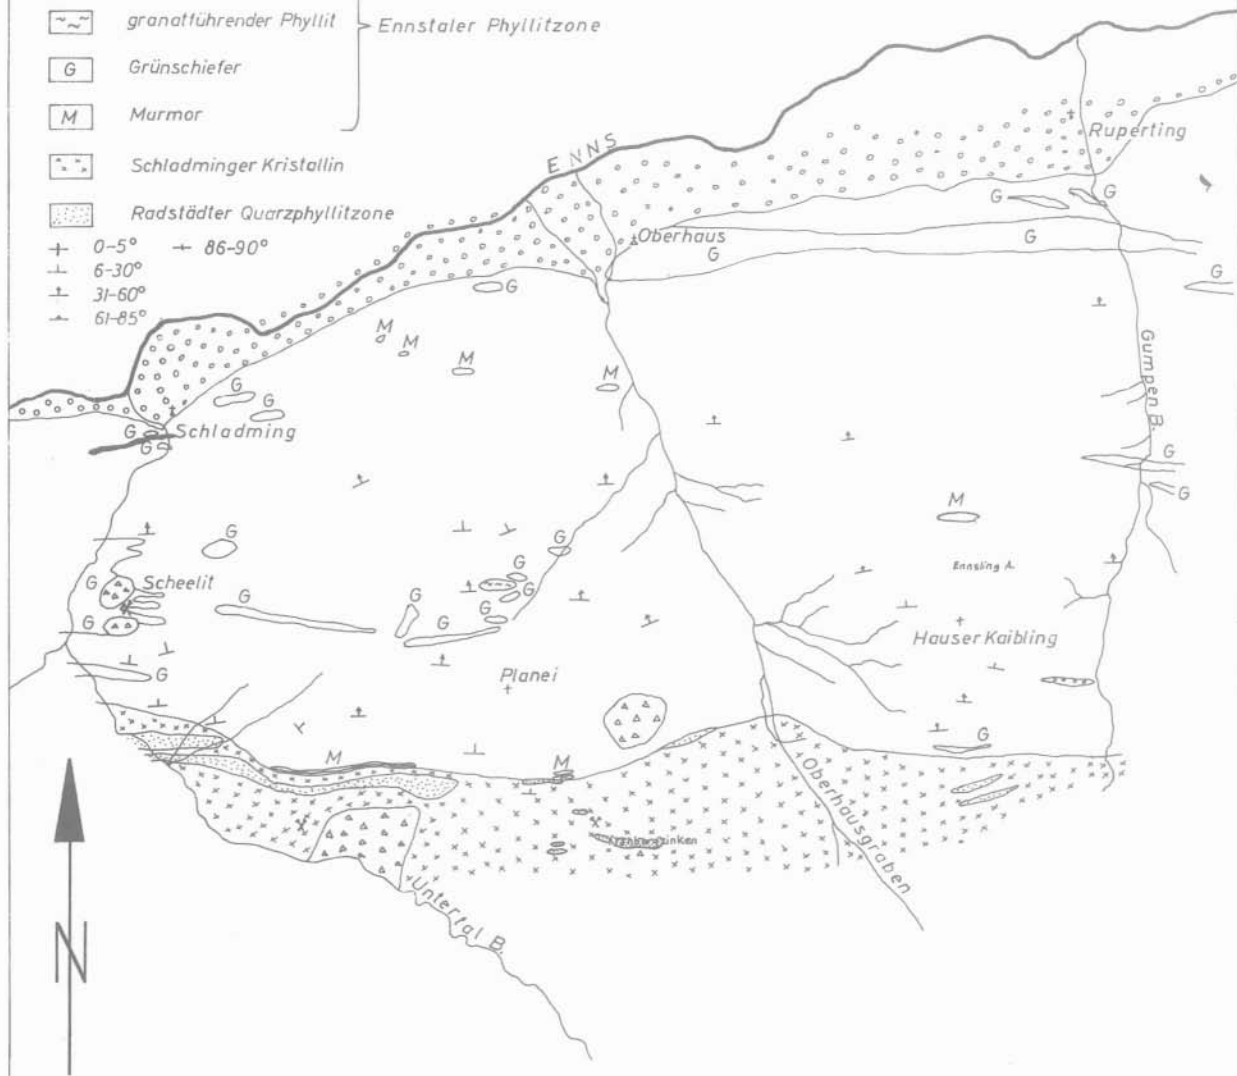 granatführender Phyllit
Ennstaler Phyllitzone
G Grünschiefer
M Marmor
Schladminger Kristallin
Radstädter Quarzphyllitzone
0-5° 86-90°
6-30°
31-60°
61-85°
ENNS
Ruperting
G G
Oberhaus
G G
G
G
M
M
M
M
G
G
Gumpen B.
G
Schladming
G
G
G
M
G
G
G
Ennsling A.
G
Scheelit
G
G
G
G
G
G
G
G
Hauser Kaibling
G
Planei
G
M
M
Oberhausgraben
Untertal B.
N